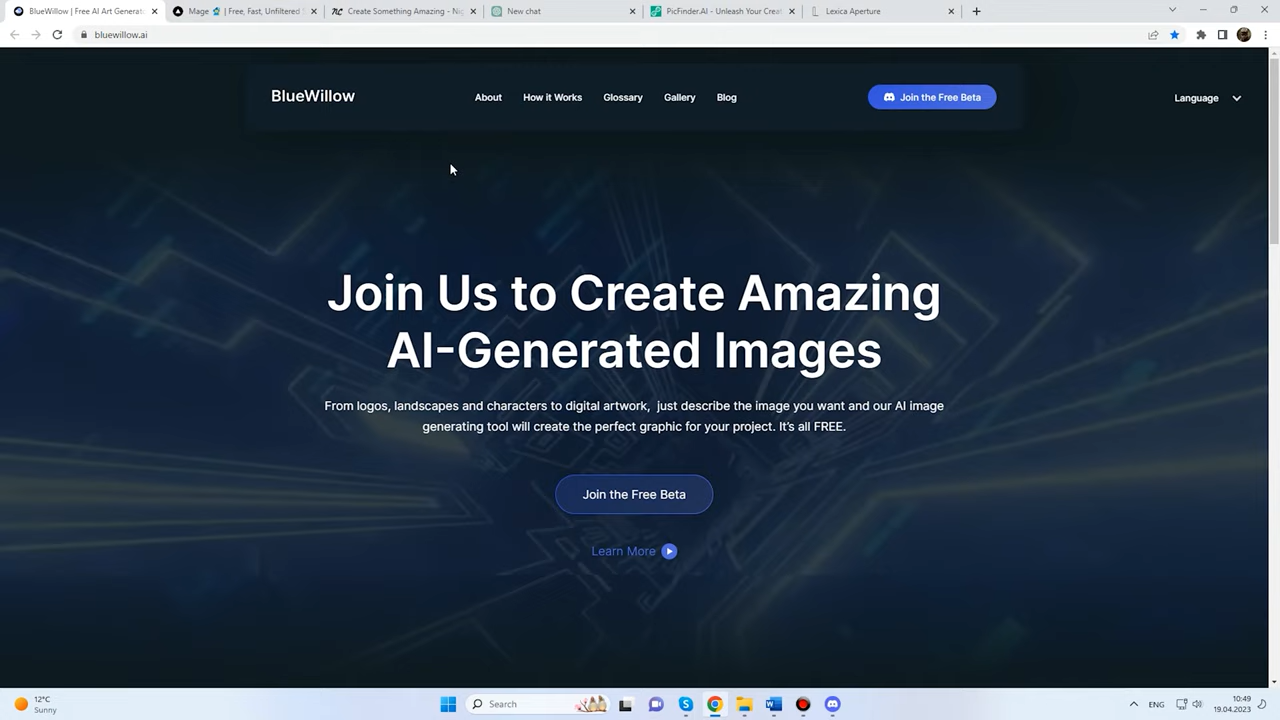 BlueWillow | Free AI Art Generat
Mage
| Free, Fast, Unfiltered S
Create Something Amazing - Nig
New chat
PicFinder.AI - Unleash Your Creat
Lexica Aperture
bluewillow.ai
BlueWillow
About
How it Works
Glossary
Gallery
Blog
Join the Free Beta
Language
Join Us to Create Amazing
AI-Generated Images
From logos, landscapes and characters to digital artwork, just describe the image you want and our AI image
generating tool will create the perfect graphic for your project. It's all FREE.
Join the Free Beta
Learn More
12°C
Sunny
Search
ENG
10:49
19.04.2023